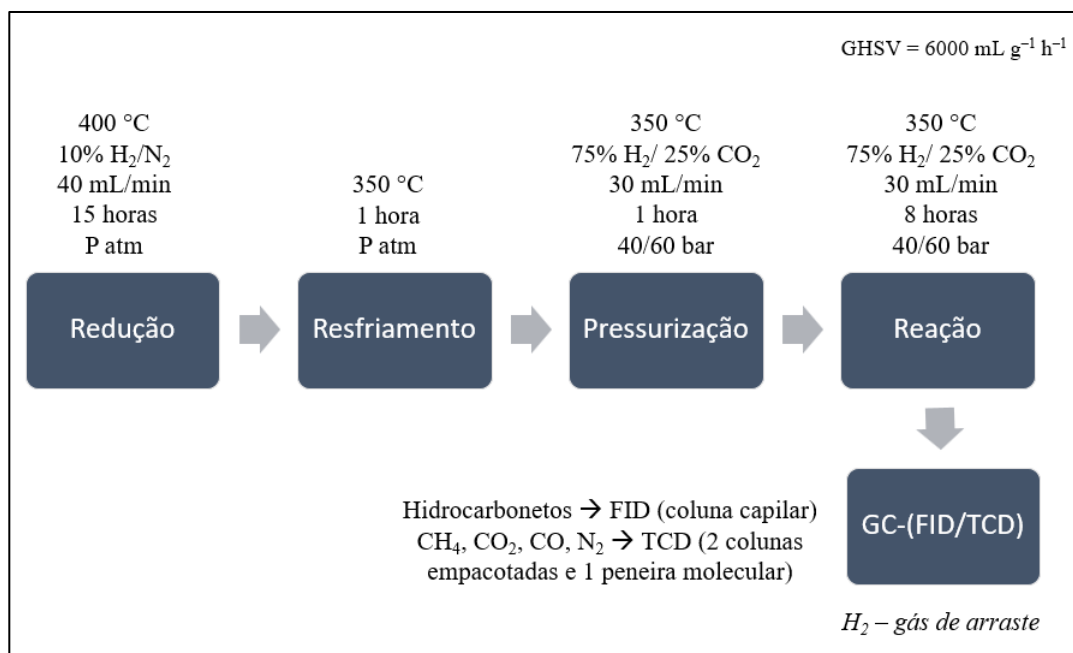 GHSV = 6000 mL g⁻¹ h⁻¹
400 °C
10% H₂/N₂
40 mL/min
15 horas
P atm
Redução
350 °C
1 hora
P atm
Resfriamento
350 °C
75% H₂/ 25% CO₂
30 mL/min
1 hora
40/60 bar
Pressurização
350 °C
75% H₂/ 25% CO₂
30 mL/min
8 horas
40/60 bar
Reação
Hidrocarbonetos → FID (coluna capilar)
CH₄, CO₂, CO, N₂ → TCD (2 colunas
empacotadas e 1 peneira molecular)
GC-(FID/TCD)
H₂ – gás de arraste